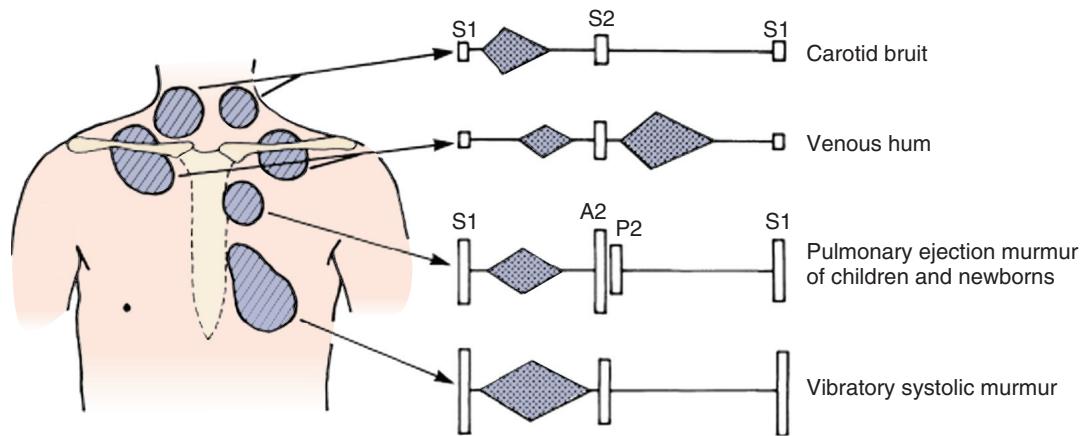 S1 S2 S1
Carotid bruit
Venous hum
S1 A2 P2 S1
Pulmonary ejection murmur
of children and newborns
Vibratory systolic murmur